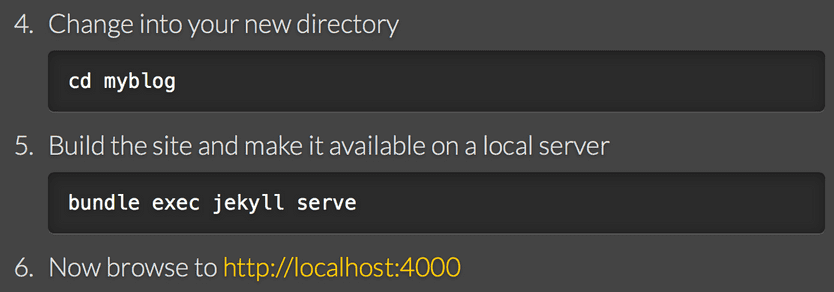 4. Change into your new directory
cd myblog
5. Build the site and make it available on a local server
bundle exec jekyll serve
6. Now browse to http://localhost:4000